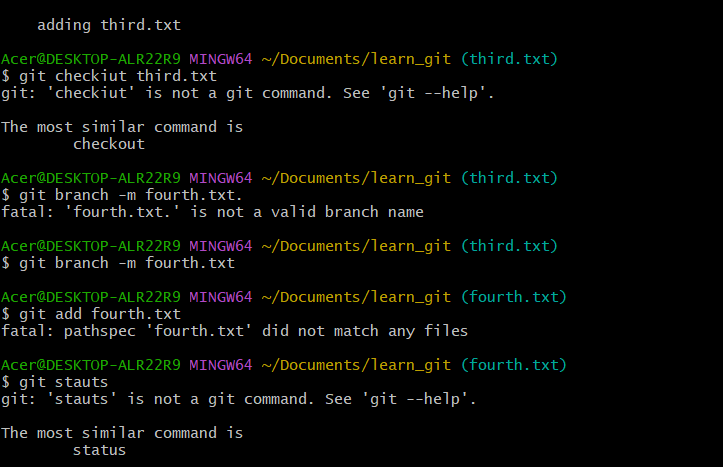 adding third.txt
Acer@DESKTOP-ALR22R9 MINGW64 ~/Documents/learn_git (third.txt)
$ git checkiut third.txt
git: 'checkiut' is not a git command. See 'git --help'.
The most similar command is
checkout
Acer@DESKTOP-ALR22R9 MINGW64 ~/Documents/learn_git (third.txt)
$ git branch -m fourth.txt.
fatal: 'fourth.txt.' is not a valid branch name
Acer@DESKTOP-ALR22R9 MINGW64 ~/Documents/learn_git (third.txt)
$ git branch -m fourth.txt
Acer@DESKTOP-ALR22R9 MINGW64 ~/Documents/learn_git (fourth.txt)
$ git add fourth.txt
fatal: pathspec 'fourth.txt' did not match any files
Acer@DESKTOP-ALR22R9 MINGW64 ~/Documents/learn_git (fourth.txt)
$ git stauts
git: 'stauts' is not a git command. See 'git --help'.
The most similar command is
status